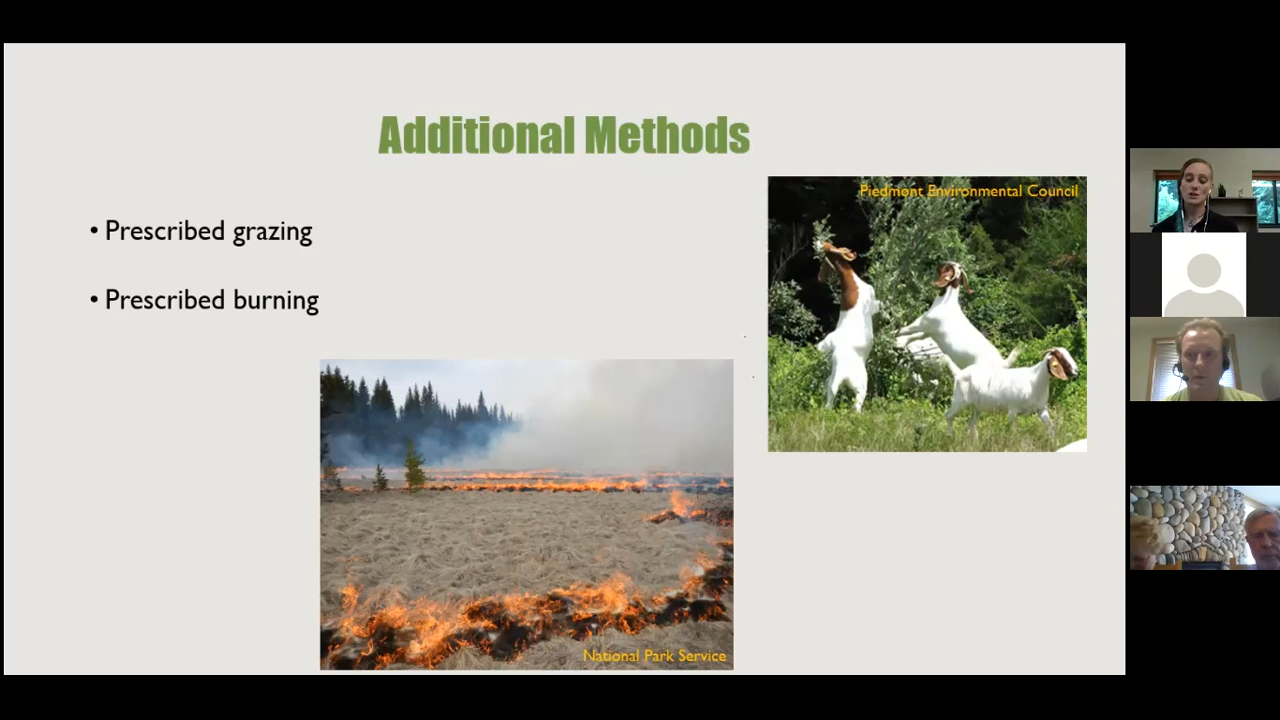 Additional Methods
• Prescribed grazing
• Prescribed burning
Piedmont Environmental Council
National Park Service